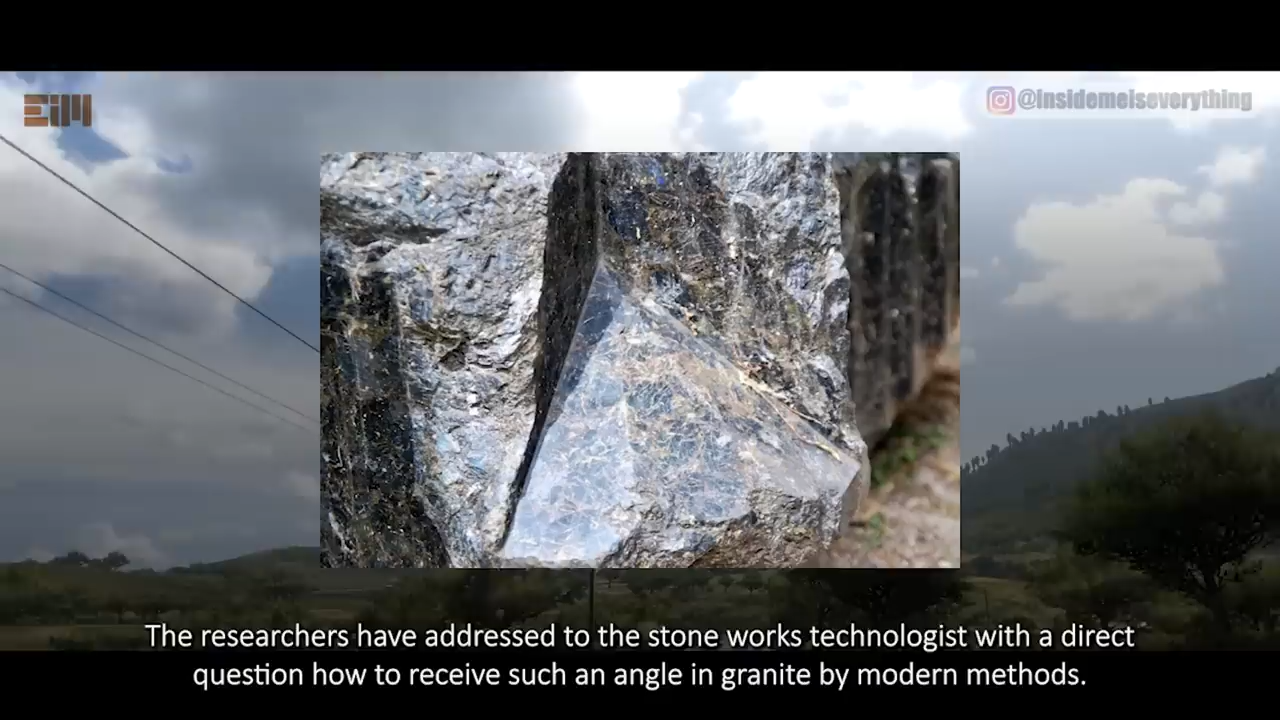 EiM
@insidemeiseverything
The researchers have addressed to the stone works technologist with a direct
question how to receive such an angle in granite by modern methods.